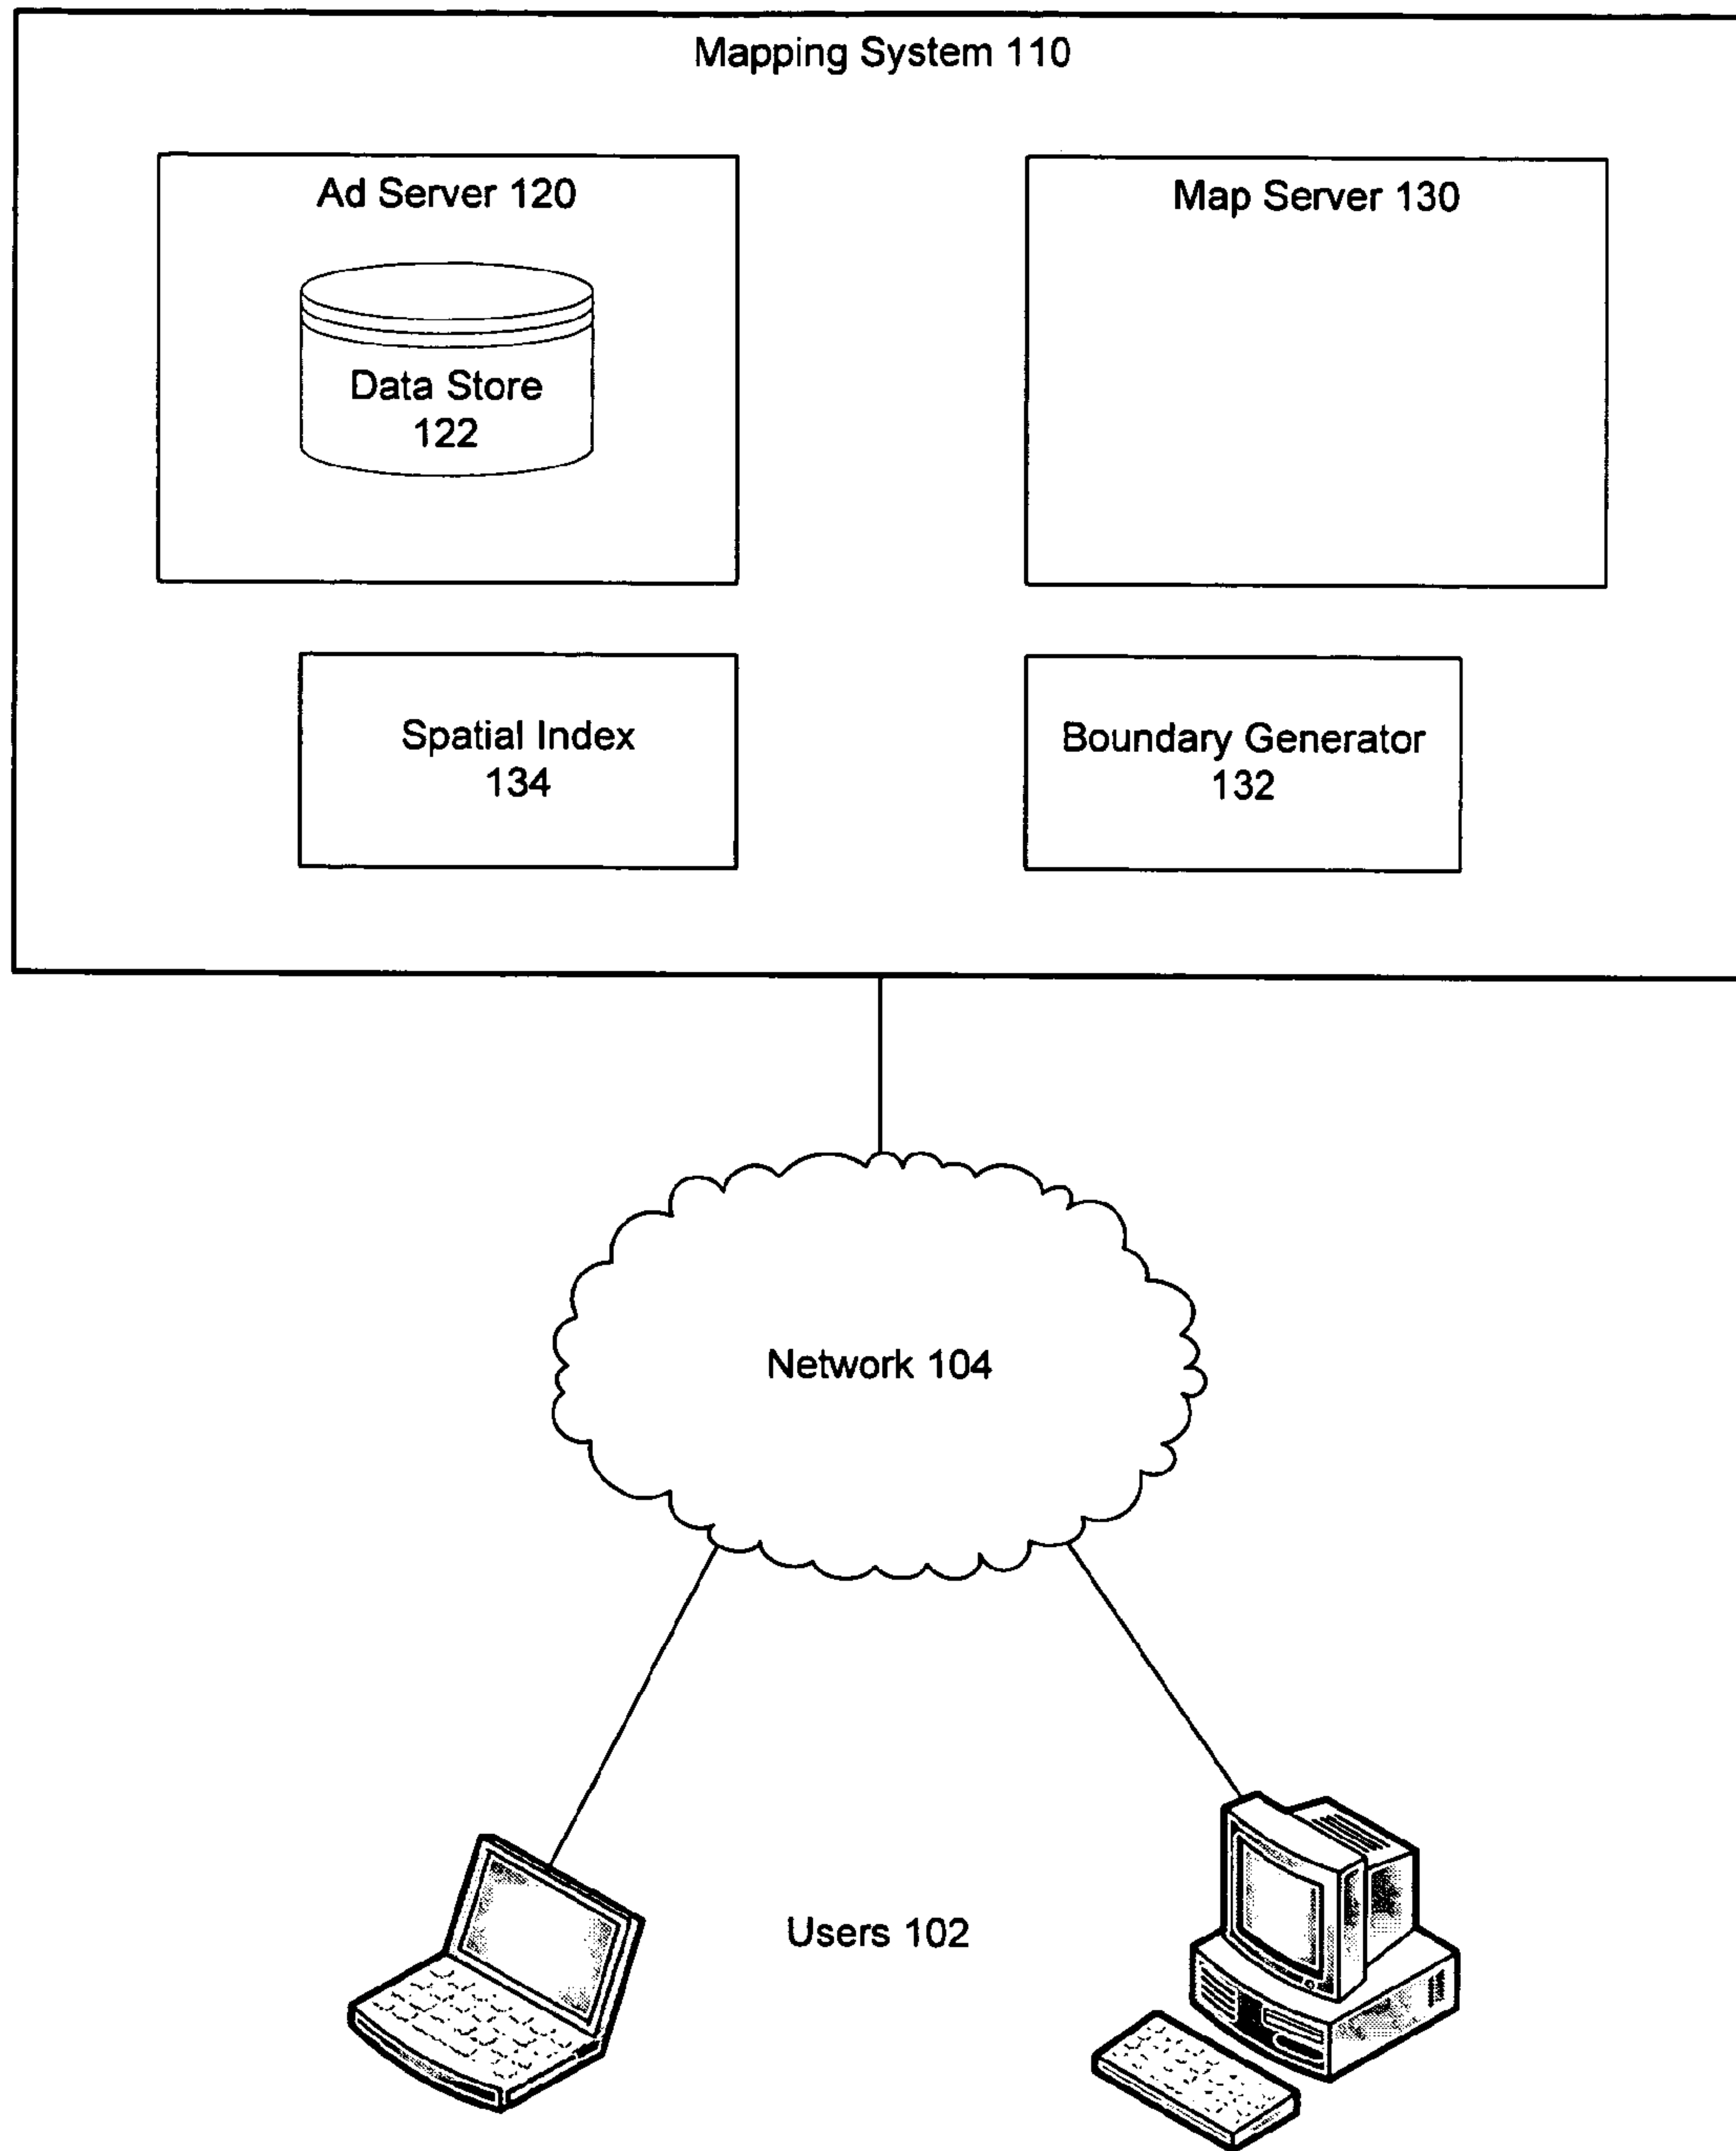 Mapping System 110
Ad Server 120
Map Server 130
Data Store
122
Spatial Index
134
Boundary Generator
132
Network 104
Users 102